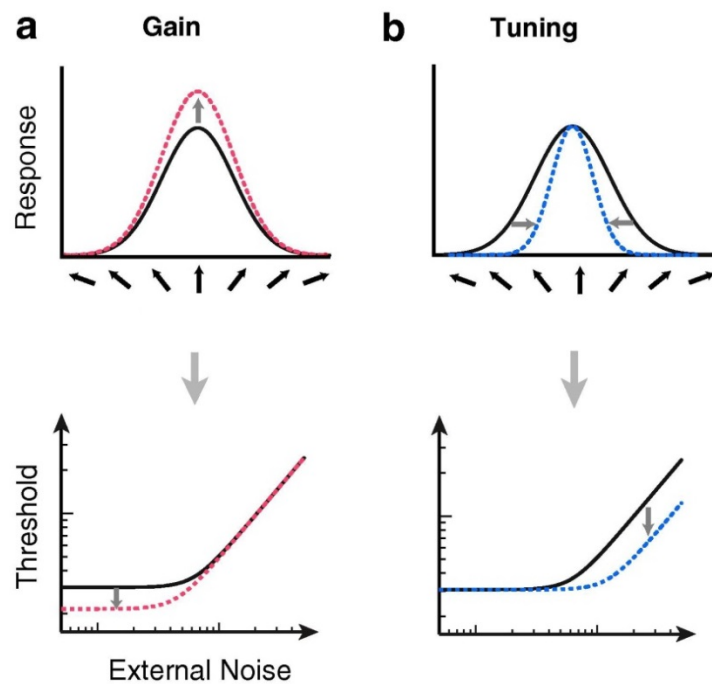 a Gain
b Tuning
Response
Threshold
External Noise